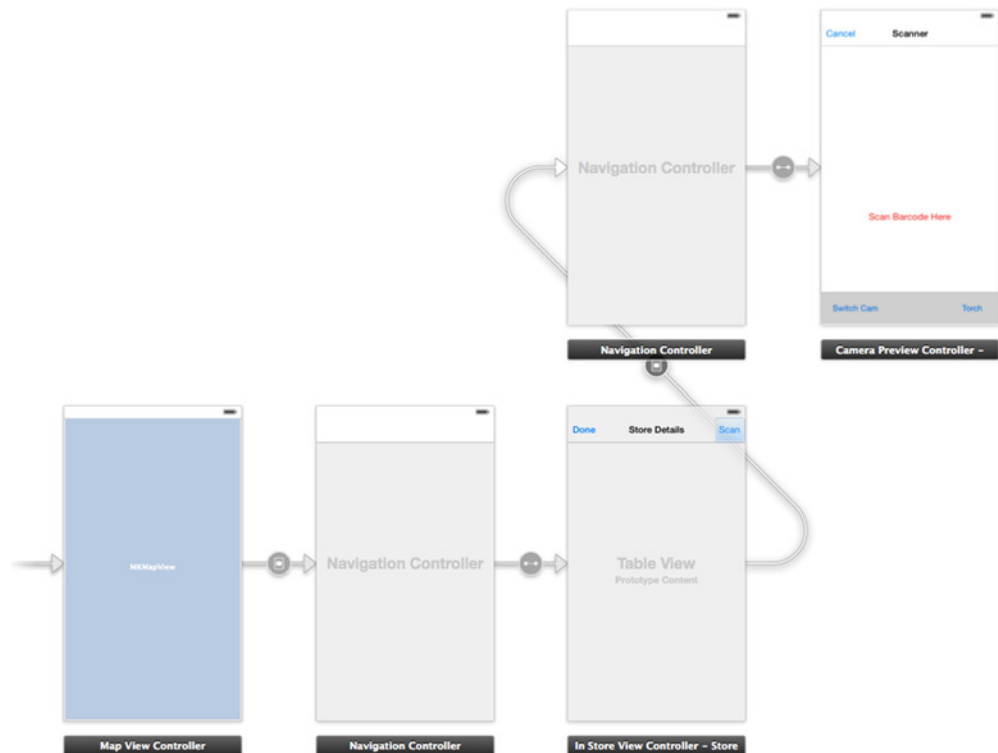 Cancel Scanner
Navigation Controller
Scan Barcode Here
Switch Cam Torch
Navigation Controller
Camera Preview Controller –
Done Store Details Scan
MKMapView
Navigation Controller
Table View
Prototype Content
Map View Controller
Navigation Controller
In Store View Controller – Store